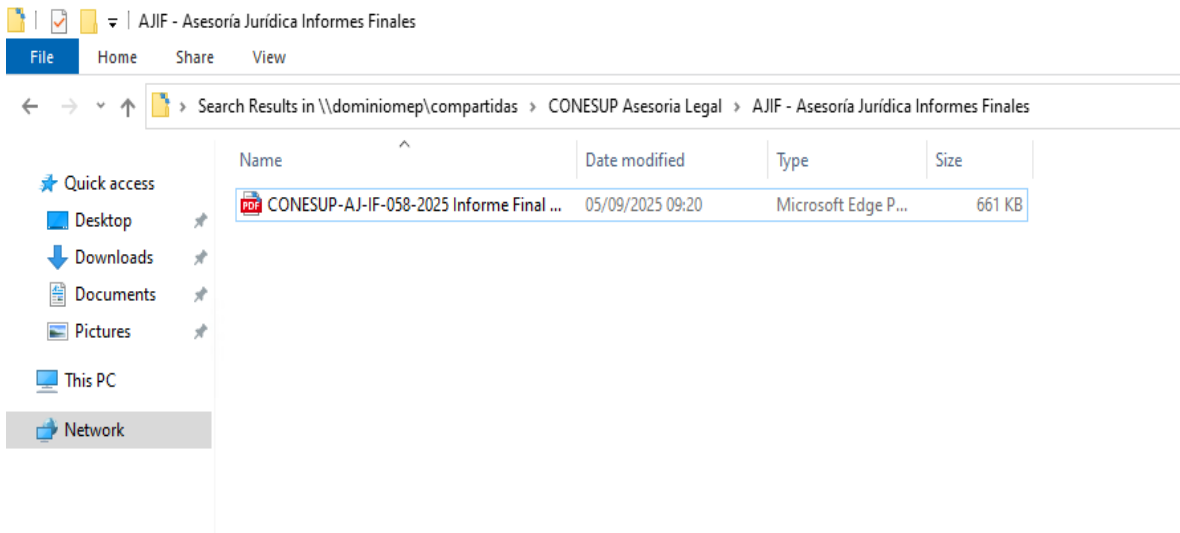 AJIF - Asesoría Jurídica Informes Finales
File Home Share View
Search Results in \\dominiomep\compartidas > CONESUP Asesoria Legal > AJIF - Asesoría Jurídica Informes Finales
Name Date modified Type Size
Quick access
PDF CONESUP-AJ-IF-058-2025 Informe Final ... 05/09/2025 09:20 Microsoft Edge P... 661 KB
Desktop
Downloads
Documents
Pictures
This PC
Network